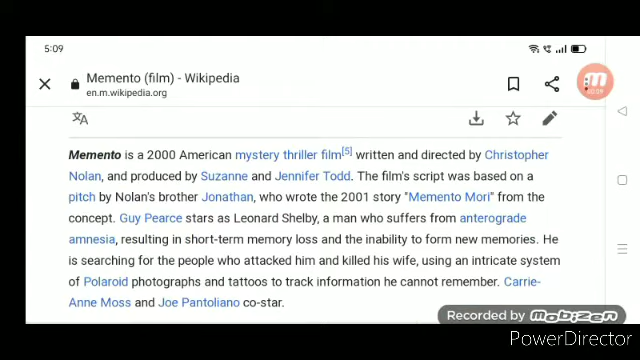 5:09
Memento (film) - Wikipedia
en.m.wikipedia.org
00:09
Memento is a 2000 American mystery thriller film[5] written and directed by Christopher
Nolan, and produced by Suzanne and Jennifer Todd. The film's script was based on a
pitch by Nolan's brother Jonathan, who wrote the 2001 story "Memento Mori" from the
concept. Guy Pearce stars as Leonard Shelby, a man who suffers from anterograde
amnesia, resulting in short-term memory loss and the inability to form new memories. He
is searching for the people who attacked him and killed his wife, using an intricate system
of Polaroid photographs and tattoos to track information he cannot remember. Carrie-
Anne Moss and Joe Pantoliano co-star.
Recorded by Mobizen
PowerDirector